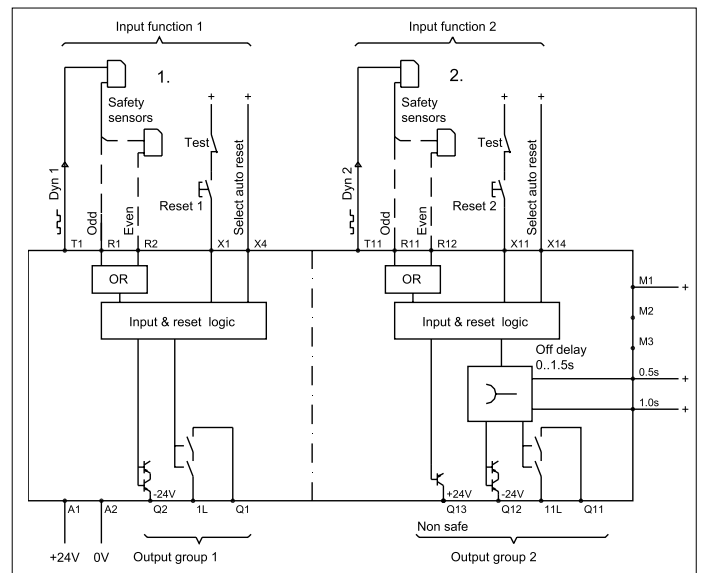 Input function 1
Input function 2
1.
2.
Safety
sensors
Safety
sensors
+
+
+
+
Test
Test
Select auto reset
Select auto reset
Dyn 1
Dyn 2
Reset 1
Reset 2
Odd
Even
Odd
Even
T1
R1
R2
X1
X4
T11
R11
R12
X11
X14
OR
OR
M1
+
Input & reset logic
Input & reset logic
M2
M3
Off delay
0..1.5s
0.5s
+
1.0s
+
-24V
+24V
-24V
A1
A2
Q2
1L
Q1
Q13
Q12
11L
Q11
Non safe
+24V
0V
Output group 1
Output group 2